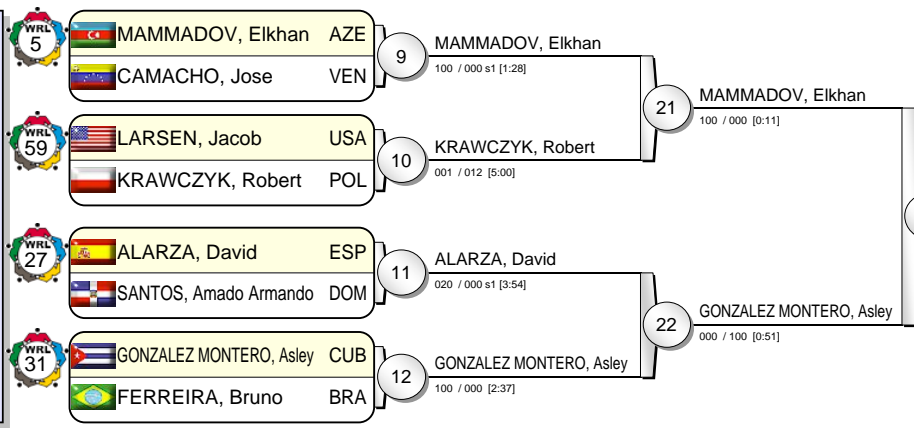 WRL
5
MAMMADOV, Elkhan AZE
CAMACHO, Jose VEN
9
MAMMADOV, Elkhan
100 / 000 s1 [1:28]
WRL
59
LARSEN, Jacob USA
KRAWCZYK, Robert POL
10
KRAWCZYK, Robert
001 / 012 [5:00]
21
MAMMADOV, Elkhan
100 / 000 [0:11]
WRL
27
ALARZA, David ESP
SANTOS, Amado Armando DOM
11
ALARZA, David
020 / 000 s1 [3:54]
WRL
31
GONZALEZ MONTERO, Asley CUB
FERREIRA, Bruno BRA
12
GONZALEZ MONTERO, Asley
100 / 000 [2:37]
22
GONZALEZ MONTERO, Asley
000 / 100 [0:51]